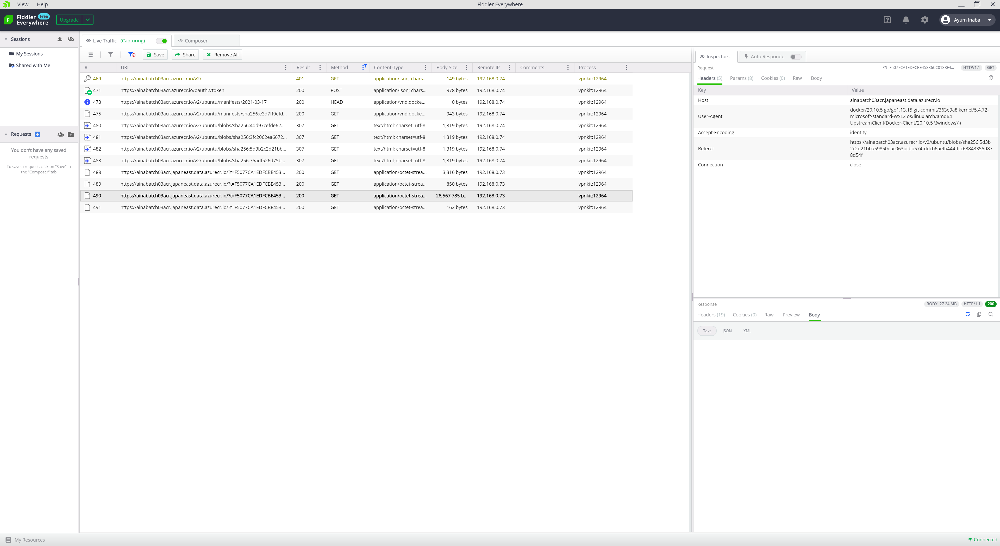 View Help Fiddler Everywhere
Fiddler Everywhere Free Upgrade Ayum Inaba
Sessions
My Sessions
Shared with Me
Requests
You don't have any saved
requests
To save a request, click on "Save" in
the "Composer" tab
Live Traffic (Capturing) Composer
Save Share Remove All
# URL Result Method Content-Type Body Size Remote IP Comments Process
469 https://ainabatch03acr.azurecr.io/v2/ 401 GET application/json; chars... 149 bytes 192.168.0.74 vpnkit:12964
471 https://ainabatch03acr.azurecr.io/oauth2/token 200 POST application/json; chars... 978 bytes 192.168.0.74 vpnkit:12964
473 https://ainabatch03acr.azurecr.io/v2/ubuntu/manifests/2021-03-17 200 HEAD application/vnd.docke... 0 bytes 192.168.0.74 vpnkit:12964
475 https://ainabatch03acr.azurecr.io/v2/ubuntu/manifests/sha256:e3d7ff9efd... 200 GET application/vnd.docke... 943 bytes 192.168.0.74 vpnkit:12964
480 https://ainabatch03acr.azurecr.io/v2/ubuntu/blobs/sha256:4dd97cefde62... 307 GET text/html; charset=utf-8 1,319 bytes 192.168.0.74 vpnkit:12964
481 https://ainabatch03acr.azurecr.io/v2/ubuntu/blobs/sha256:3fc2062ea6672... 307 GET text/html; charset=utf-8 1,319 bytes 192.168.0.74 vpnkit:12964
482 https://ainabatch03acr.azurecr.io/v2/ubuntu/blobs/sha256:5d3b2c2d21bb... 307 GET text/html; charset=utf-8 1,319 bytes 192.168.0.74 vpnkit:12964
483 https://ainabatch03acr.azurecr.io/v2/ubuntu/blobs/sha256:75adf526d75b... 307 GET text/html; charset=utf-8 1,319 bytes 192.168.0.74 vpnkit:12964
488 https://ainabatch03acr.japaneast.data.azurecr.io/?t=F5077CA1EDFCBE453... 200 GET application/octet-strea... 3,316 bytes 192.168.0.73 vpnkit:12964
489 https://ainabatch03acr.japaneast.data.azurecr.io/?t=F5077CA1EDFCBE453... 200 GET application/octet-strea... 850 bytes 192.168.0.73 vpnkit:12964
490 https://ainabatch03acr.japaneast.data.azurecr.io/?t=F5077CA1EDFCBE453... 200 GET application/octet-strea... 28,567,785 b... 192.168.0.73 vpnkit:12964
491 https://ainabatch03acr.japaneast.data.azurecr.io/?t=F5077CA1EDFCBE453... 200 GET application/octet-strea... 162 bytes 192.168.0.73 vpnkit:12964
Inspectors Auto Responder
Request /?t=F5077CA1EDFCBE45386CC0138F4... HTTP/1.1 GET
Headers (5) Params (8) Cookies (0) Raw Body
Key Value
Host ainabatch03acr.japaneast.data.azurecr.io
User-Agent docker/20.10.5 go/go1.13.15 git-commit/363e9a8 kernel/5.4.72-
microsoft-standard-WSL2 os/linux arch/amd64
UpstreamClient(Docker-Client/20.10.5 \(windows\))
Accept-Encoding identity
Referer https://ainabatch03acr.azurecr.io/v2/ubuntu/blobs/sha256:5d3b
2c2d21bba59850dac063bcbb574fddcb6aefb444ffcc63843355d87
8d54f
Connection close
Response BODY: 27.24 MB HTTP/1.1 200
Headers (19) Cookies (0) Raw Preview Body
Text JSON XML
My Resources Connected